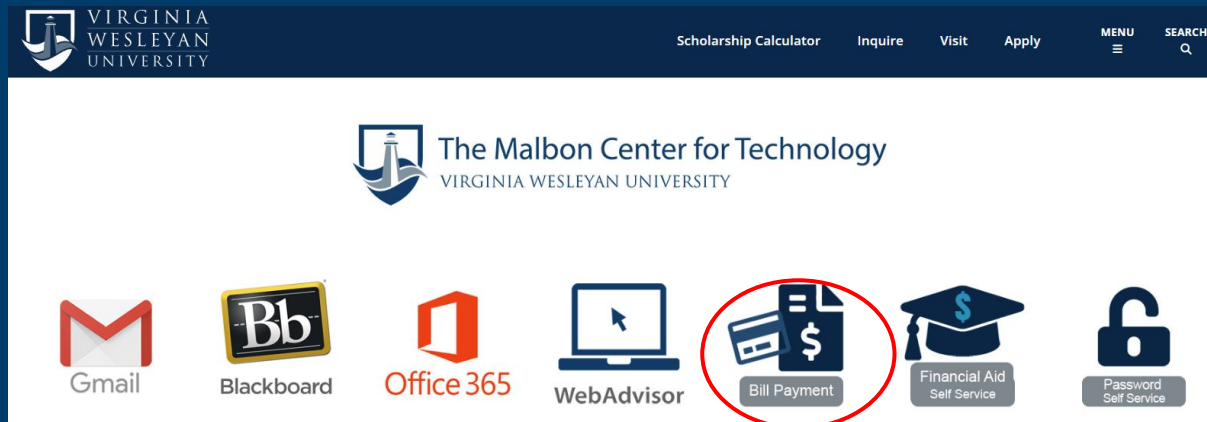 VIRGINIA
WESLEYAN
UNIVERSITY
Scholarship Calculator Inquire Visit Apply MENU SEARCH
The Malbon Center for Technology
VIRGINIA WESLEYAN UNIVERSITY
Gmail
Bb
Blackboard
Office 365
WebAdvisor
$
Bill Payment
$
Financial Aid
Self Service
Password
Self Service